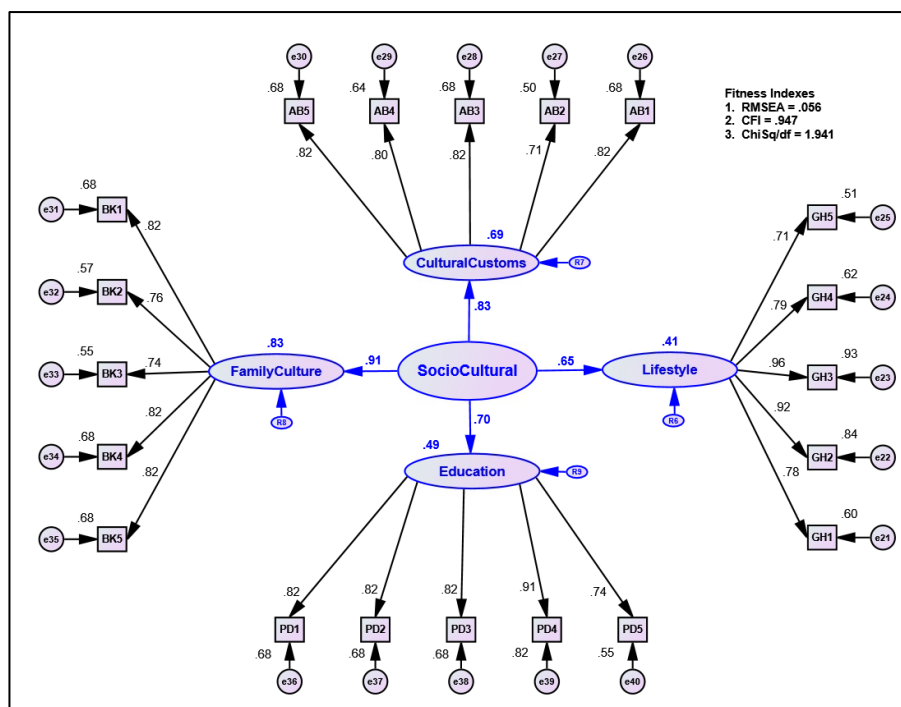 e30 e29 e28 e27 e26
.68 .64 .68 .50 .68
AB5 AB4 AB3 AB2 AB1
.82 .80 .82 .71 .82
Fitness Indexes
1. RMSEA = .056
2. CFI = .947
3. ChiSq/df = 1.941
.68
e31 BK1 .82
.57
e32 BK2 .76
.55
e33 BK3 .74
.68
e34 BK4 .82
.68
e35 BK5 .82
.69
CulturalCustoms R7
.83
.83
FamilyCulture .91
R8
SocioCultural
.65
.41
Lifestyle
R6
.51
.71 GH5 e25
.62
.79 GH4 e24
.93
.96 GH3 e23
.84
.92 GH2 e22
.60
.78 GH1 e21
.70
.49
Education R9
.82 .82 .82 .91 .74
PD1 PD2 PD3 PD4 PD5
.68 .68 .68 .82 .55
e36 e37 e38 e39 e40